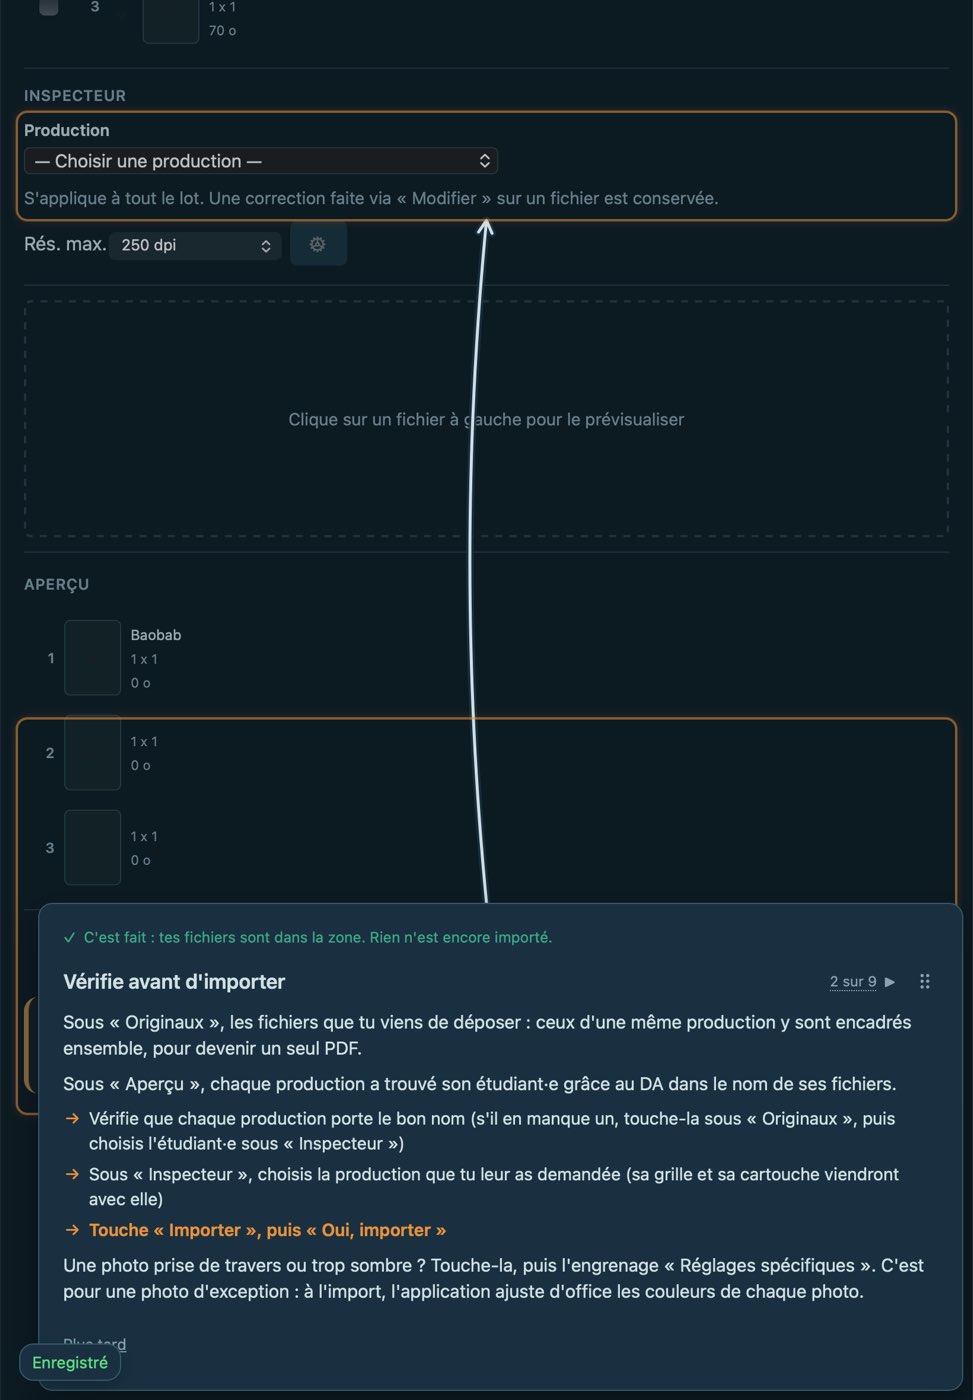 3
1 x 1
70 o
INSPECTEUR
Production
— Choisir une production —
S'applique à tout le lot. Une correction faite via « Modifier » sur un fichier est conservée.
Rés. max. 250 dpi
Clique sur un fichier à gauche pour le prévisualiser
APERÇU
1
Baobab
1 x 1
0 o
2
1 x 1
0 o
3
1 x 1
0 o
✓ C'est fait : tes fichiers sont dans la zone. Rien n'est encore importé.
Vérifie avant d'importer
2 sur 9 ▶
Sous « Originaux », les fichiers que tu viens de déposer : ceux d'une même production y sont encadrés
ensemble, pour devenir un seul PDF.
Sous « Aperçu », chaque production a trouvé son étudiant·e grâce au DA dans le nom de ses fichiers.
→ Vérifie que chaque production porte le bon nom (s'il en manque un, touche-la sous « Originaux », puis
choisis l'étudiant·e sous « Inspecteur »)
→ Sous « Inspecteur », choisis la production que tu leur as demandée (sa grille et sa cartouche viendront
avec elle)
→ Touche « Importer », puis « Oui, importer »
Une photo prise de travers ou trop sombre ? Touche-la, puis l'engrenage « Réglages spécifiques ». C'est
pour une photo d'exception : à l'import, l'application ajuste d'office les couleurs de chaque photo.
Plus tard
Enregistré